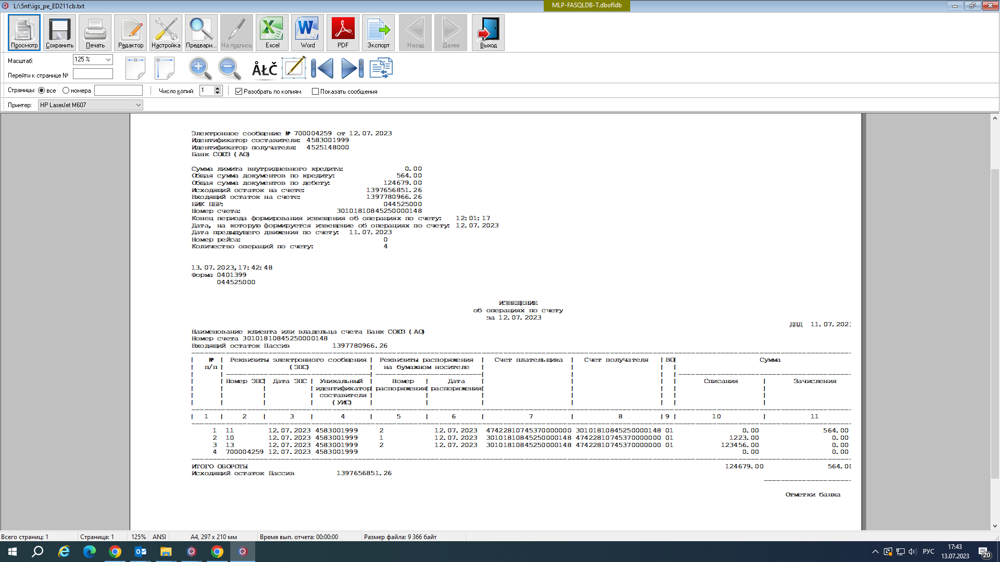 L:\5nt\igs_pe_ED211cb.txt
MLP-FASQLDB-T.dbofldb
Просмотр Сохранить Печать Редактор Настройка Предвари... На подпись Excel Word PDF Экспорт Назад Далее Выход
Масштаб: 125 %
Перейти к странице №
ÅŁČ
Страницы: все номера Число копий: 1 Разобрать по копиям Показать сообщения
Принтер: HP LaserJet M607
Электронное сообщение № 700004259 от 12.07.2023
Идентификатор составителя: 4583001999
Идентификатор получателя: 4525148000
Банк СОЮЗ (АО)
Сумма лимита внутридневного кредита: 0.00
Общая сумма документов по кредиту: 564.00
Общая сумма документов по дебету: 124679.00
Исходящий остаток на счете: 1397656851.26
Входящий остаток на счете: 1397780966.26
БИК ПБР: 044525000
Номер счета: 30101810845250000148
Конец периода формирования извещения об операциях по счету: 12:01:17
Дата, на которую формируется извещение об операциях по счету: 12.07.2023
Дата предыдущего движения по счету: 11.07.2023
Номер рейса: 0
Количество операций по счету: 4
13.07.2023,17:42:48
Форма 0401399
044525000
ИЗВЕЩЕНИЕ
об операциях по счету
за 12.07.2023
ДПД 11.07.2023
Наименование клиента или владельца счета Банк СОЮЗ (АО)
Номер счета 30101810845250000148
Входящий остаток Пассив 1397780966.26
| № | Реквизиты электронного сообщения | Реквизиты распоряжения | Счет плательщика | Счет получателя | ВО| Сумма
| п/п | (ЭПС) | на бумажном носителе | | | |
| | Номер ЭПС| Дата ЭПС | Уникальный | Номер | Дата | | | | Списания | Зачисления
| | | | идентификатор| распоряжения| распоряжения| | | | |
| | | | составителя | | | | | | |
| | | | (УИС) | | | | | | |
| 1 | 2 | 3 | 4 | 5 | 6 | 7 | 8 | 9 | 10 | 11
1 11 12.07.2023 4583001999 2 12.07.2023 47422810745370000000 30101810845250000148 01 0.00 564.00
2 10 12.07.2023 4583001999 1 12.07.2023 30101810845250000148 47422810745370000000 01 1223.00 0.00
3 13 12.07.2023 4583001999 2 12.07.2023 30101810845250000148 47422810745370000000 01 123456.00 0.00
4 700004259 12.07.2023 4583001999 0.00 0.00
ИТОГО ОБОРОТЫ 124679.00 564.00
Исходящий остаток Пассив 1397656851.26
Отметки банка
Всего страниц: 1 Страница: 1 125% ANSI A4, 297 x 210 мм Время вып. отчета: 00:00:00 Размер файла: 9 366 байт
РУС 17:43
13.07.2023 20